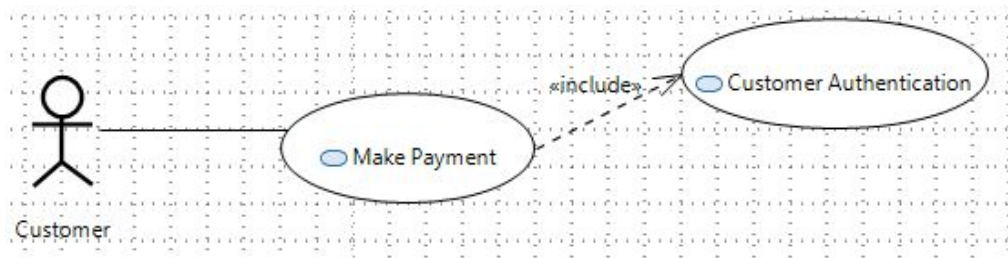 «include»
Customer Authentication
Make Payment
Customer